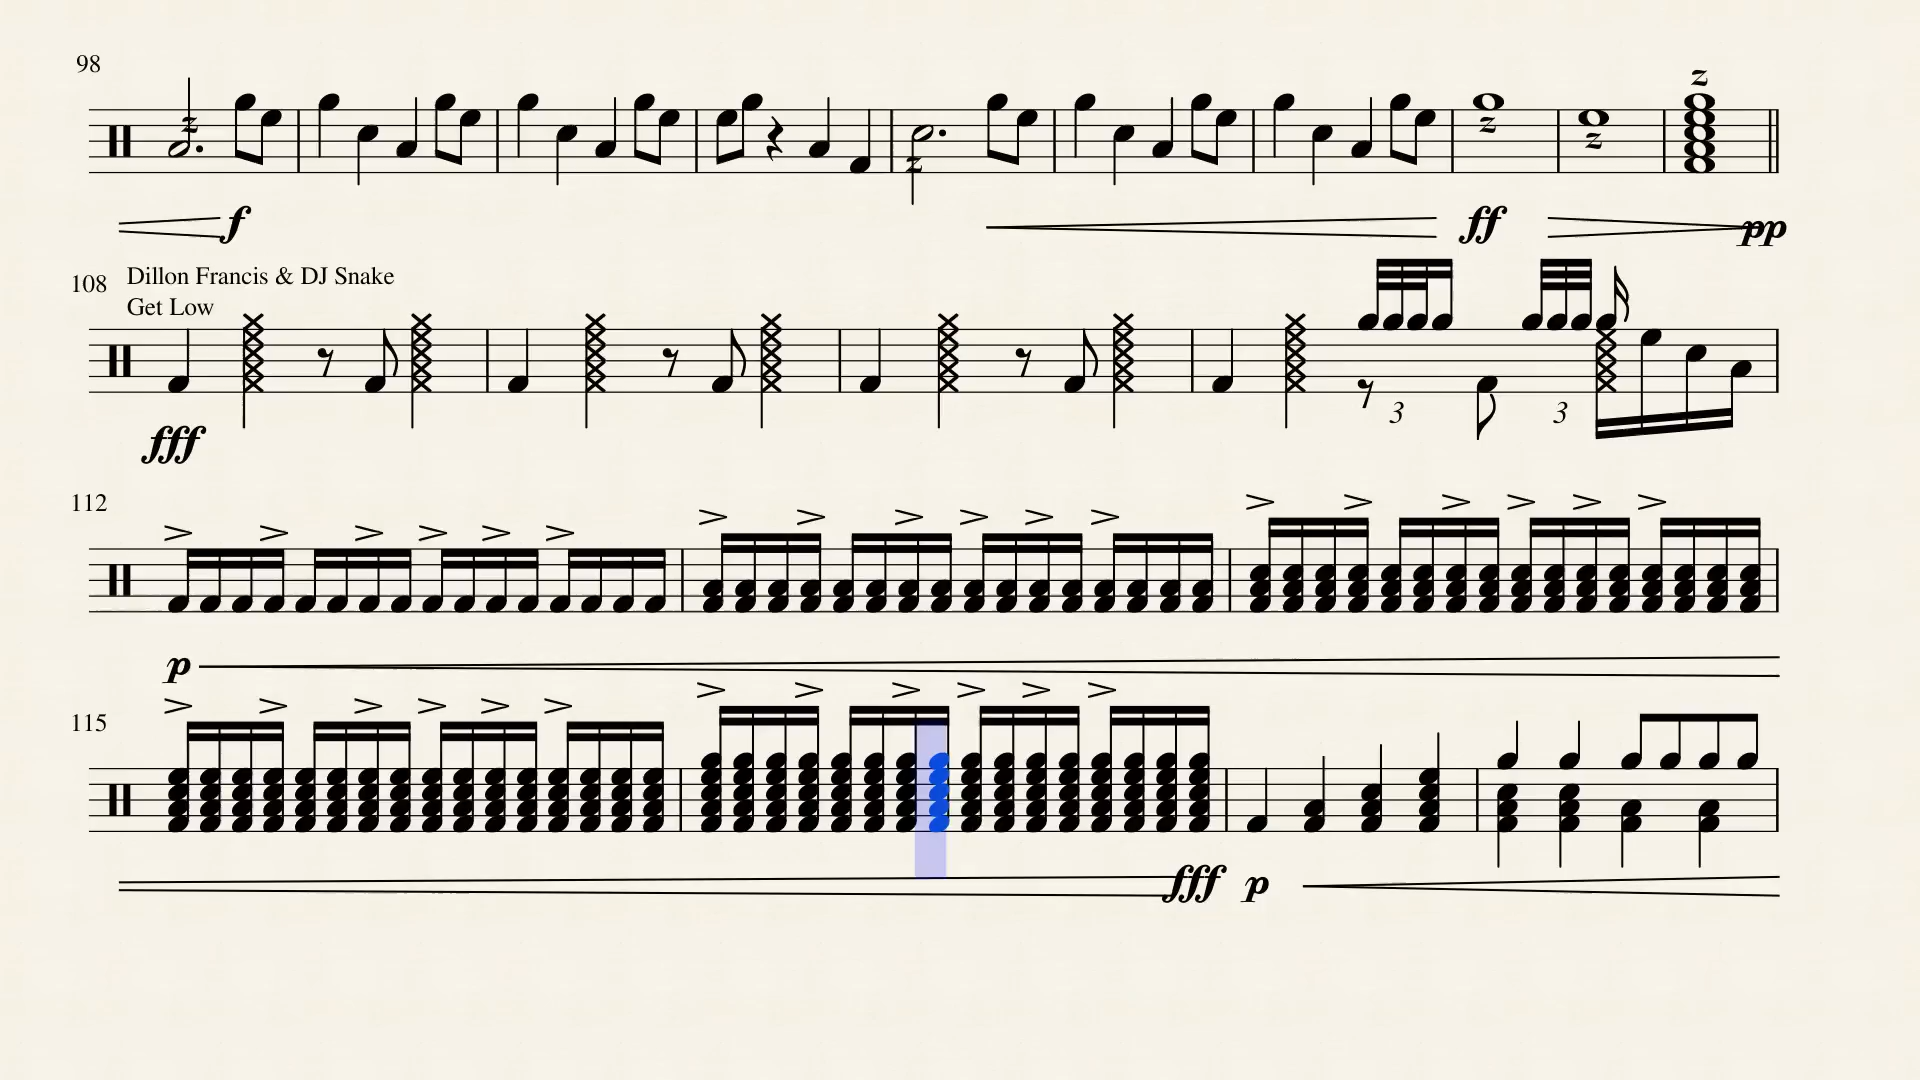 98
f
ff
pp
108
Dillon Francis & DJ Snake
Get Low
fff
3
3
112
p
115
fff
p